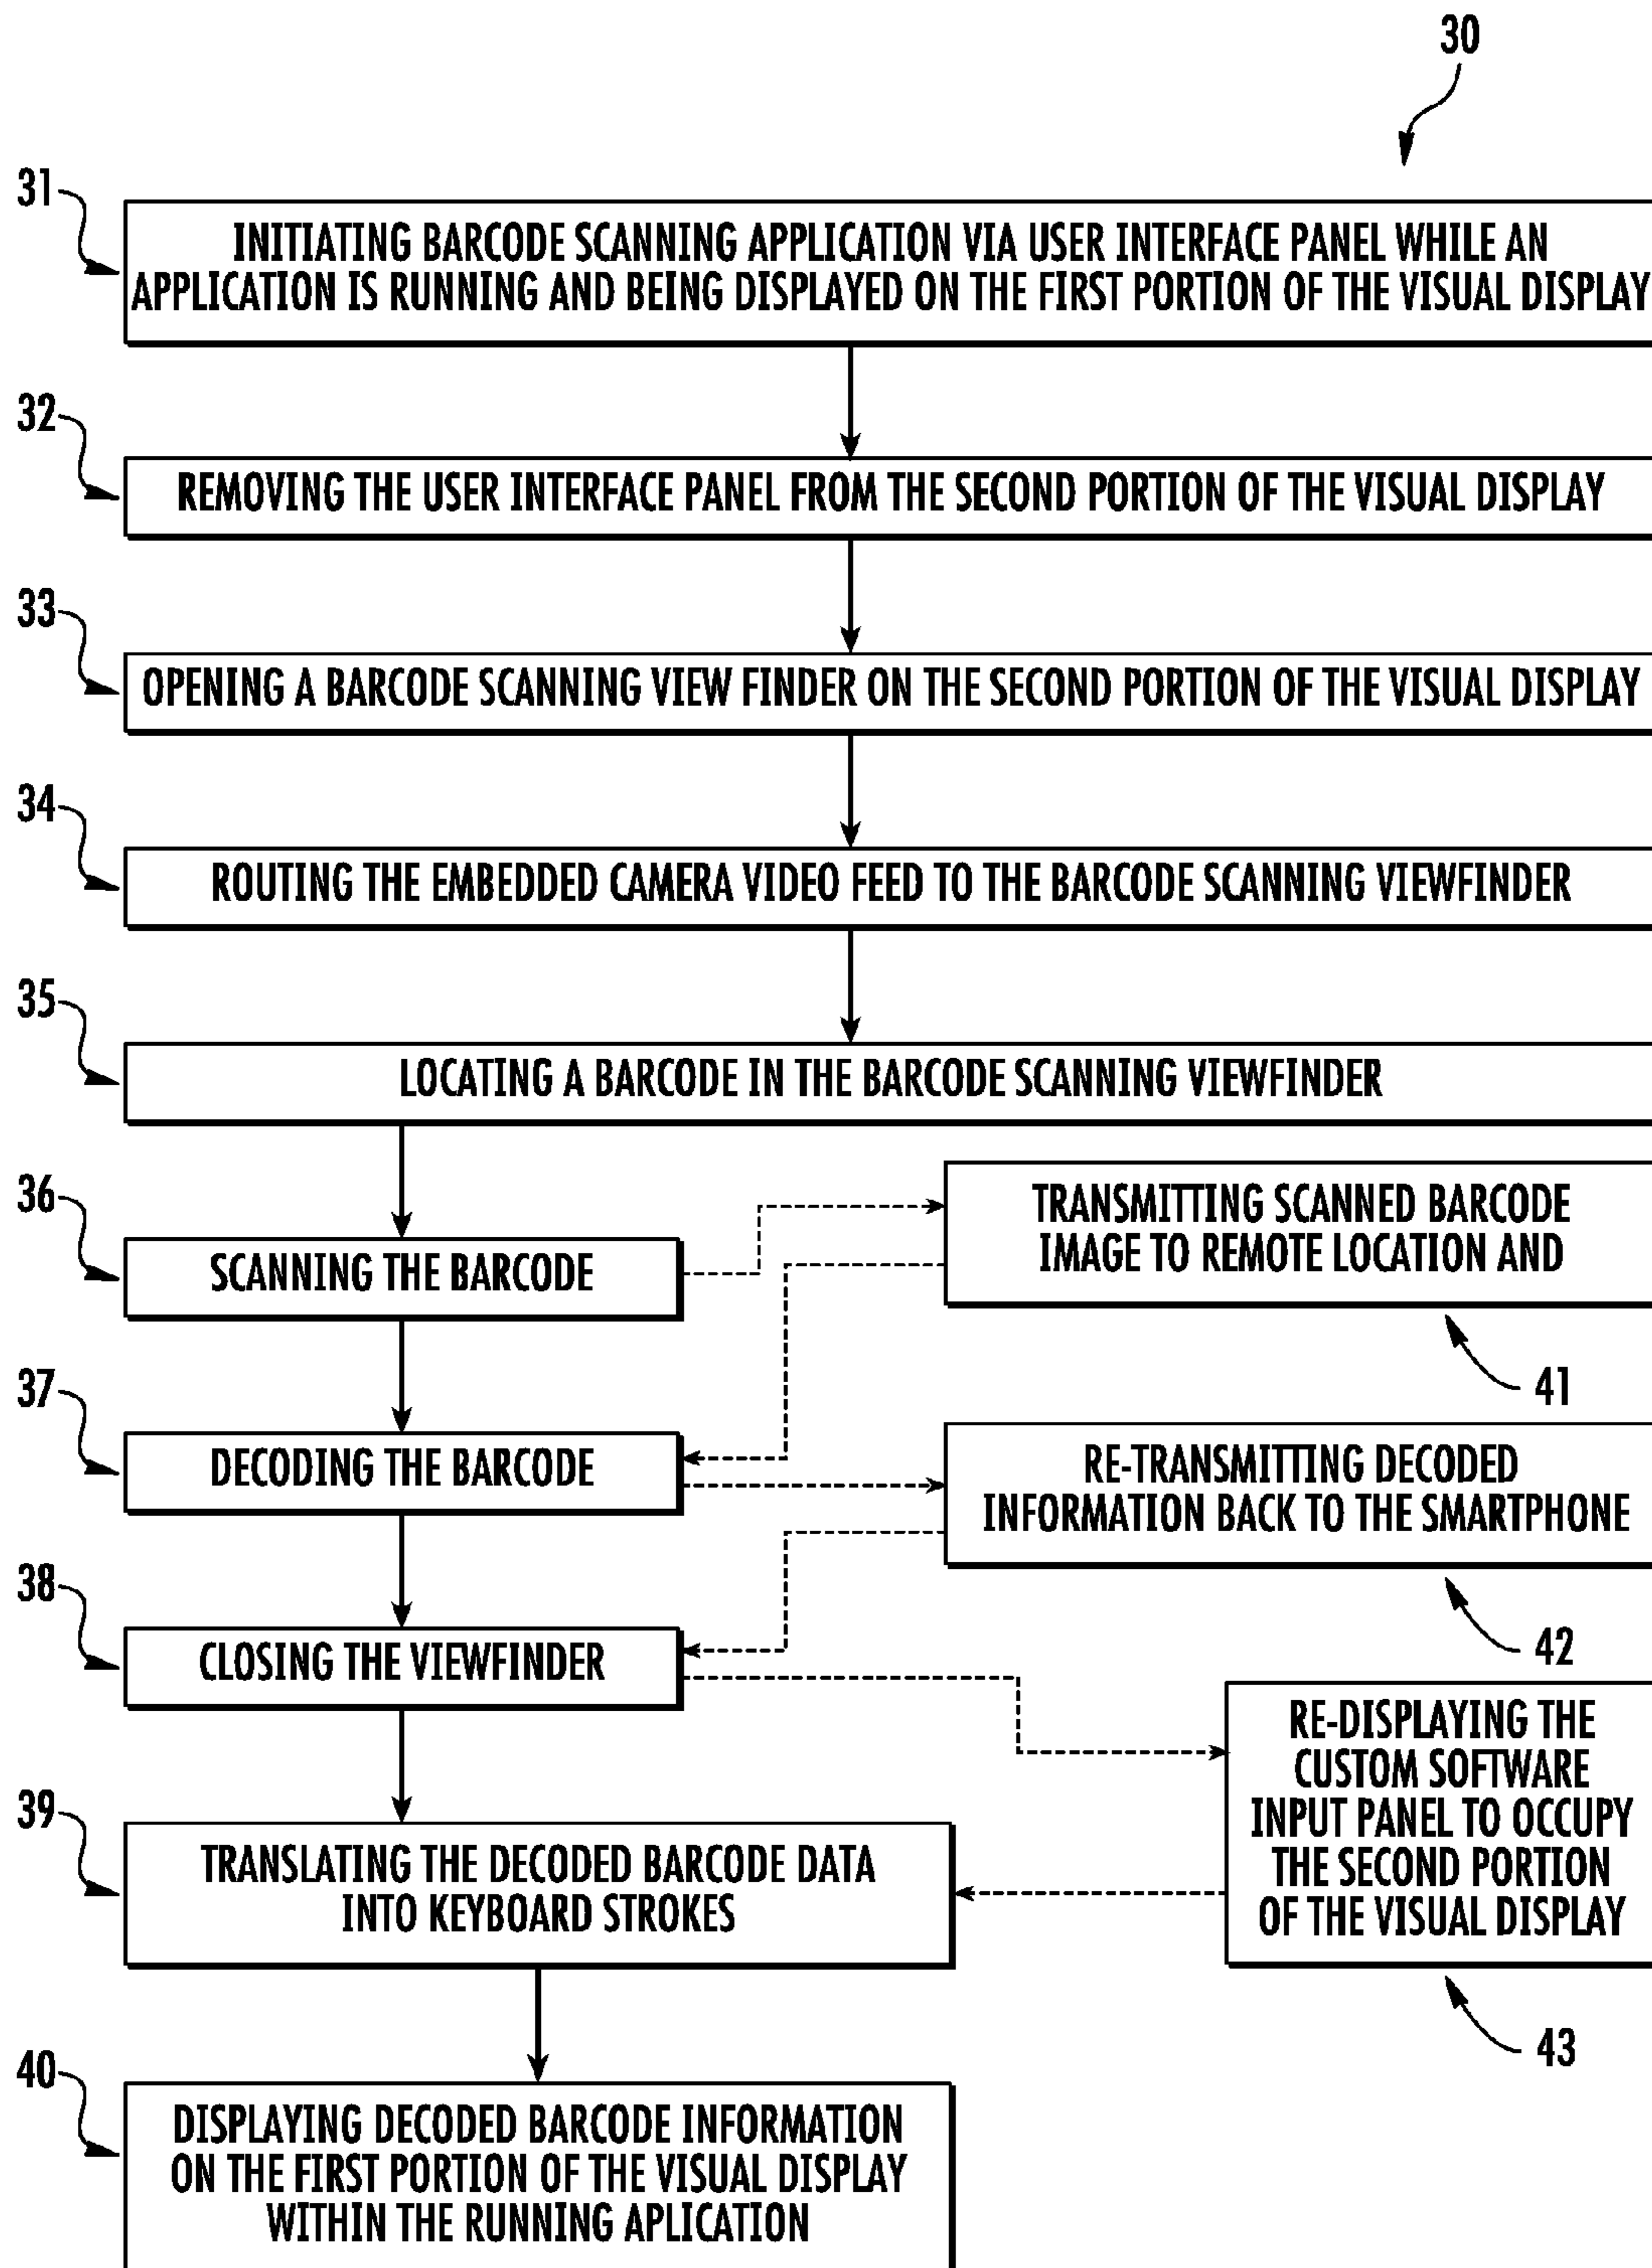 30
31
INITIATING BARCODE SCANNING APPLICATION VIA USER INTERFACE PANEL WHILE AN
APPLICATION IS RUNNING AND BEING DISPLAYED ON THE FIRST PORTION OF THE VISUAL DISPLAY
32
REMOVING THE USER INTERFACE PANEL FROM THE SECOND PORTION OF THE VISUAL DISPLAY
33
OPENING A BARCODE SCANNING VIEW FINDER ON THE SECOND PORTION OF THE VISUAL DISPLAY
34
ROUTING THE EMBEDDED CAMERA VIDEO FEED TO THE BARCODE SCANNING VIEWFINDER
35
LOCATING A BARCODE IN THE BARCODE SCANNING VIEWFINDER
36
SCANNING THE BARCODE
TRANSMITTING SCANNED BARCODE
IMAGE TO REMOTE LOCATION AND
41
37
DECODING THE BARCODE
RE-TRANSMITTING DECODED
INFORMATION BACK TO THE SMARTPHONE
42
38
CLOSING THE VIEWFINDER
RE-DISPLAYING THE
CUSTOM SOFTWARE
INPUT PANEL TO OCCUPY
THE SECOND PORTION
OF THE VISUAL DISPLAY
43
39
TRANSLATING THE DECODED BARCODE DATA
INTO KEYBOARD STROKES
40
DISPLAYING DECODED BARCODE INFORMATION
ON THE FIRST PORTION OF THE VISUAL DISPLAY
WITHIN THE RUNNING APLICATION